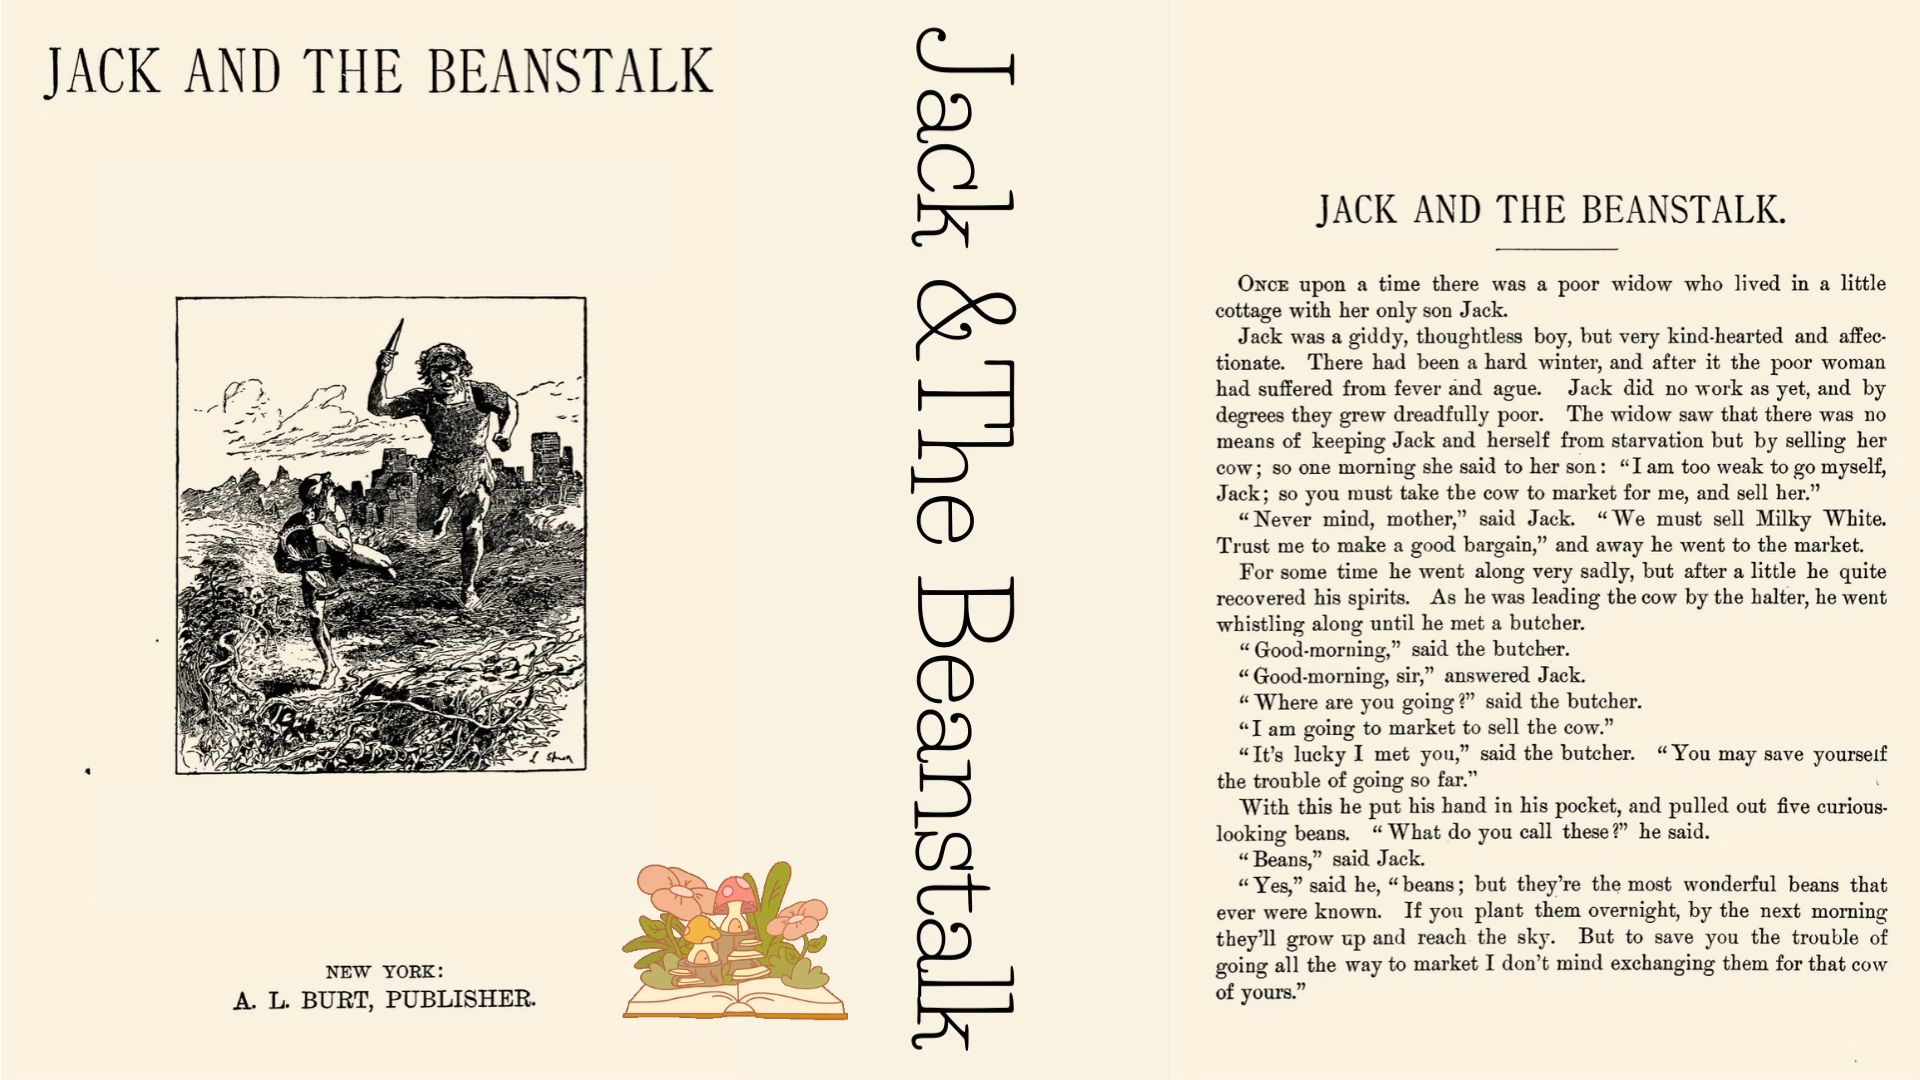 JACK AND THE BEANSTALK
NEW YORK:
A. L. BURT, PUBLISHER.
Jack & The Beanstalk
JACK AND THE BEANSTALK.
ONCE upon a time there was a poor widow who lived in a little
cottage with her only son Jack.
Jack was a giddy, thoughtless boy, but very kind-hearted and affec-
tionate. There had been a hard winter, and after it the poor woman
had suffered from fever and ague. Jack did no work as yet, and by
degrees they grew dreadfully poor. The widow saw that there was no
means of keeping Jack and herself from starvation but by selling her
cow; so one morning she said to her son: “I am too weak to go myself,
Jack; so you must take the cow to market for me, and sell her.”
“Never mind, mother,” said Jack. “We must sell Milky White.
Trust me to make a good bargain,” and away he went to the market.
For some time he went along very sadly, but after a little he quite
recovered his spirits. As he was leading the cow by the halter, he went
whistling along until he met a butcher.
“Good-morning,” said the butcher.
“Good-morning, sir,” answered Jack.
“Where are you going?” said the butcher.
“I am going to market to sell the cow.”
“It’s lucky I met you,” said the butcher. “You may save yourself
the trouble of going so far.”
With this he put his hand in his pocket, and pulled out five curious-
looking beans. “What do you call these?” he said.
“Beans,” said Jack.
“Yes,” said he, “beans; but they’re the most wonderful beans that
ever were known. If you plant them overnight, by the next morning
they’ll grow up and reach the sky. But to save you the trouble of
going all the way to market I don’t mind exchanging them for that cow
of yours.”